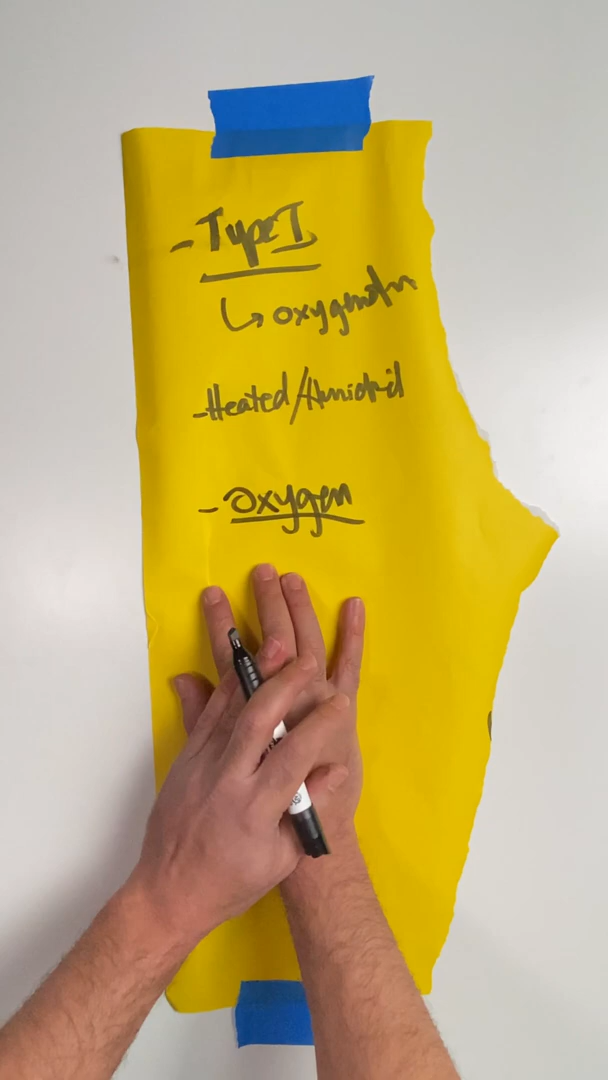 - Type I
↳ oxygenation
- Heated/Humidified
- oxygen